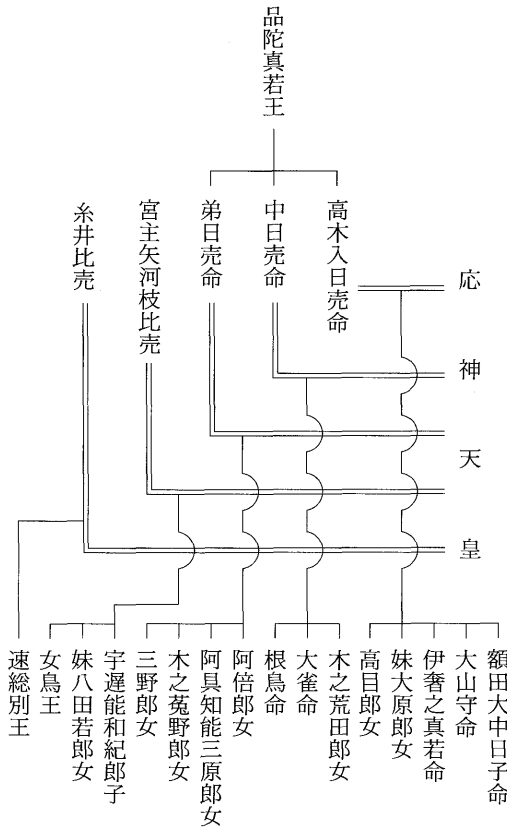 品陀真若王
応神天皇
高木入日売命
中日売命
弟日売命
宮主矢河枝比売
糸井比売
額田大中日子命
大山守命
伊奢之真若命
妹大原郎女
高目郎女
木之荒田郎女
大雀命
根鳥命
阿倍郎女
阿具知能三原郎女
木之菟野郎女
三野郎女
宇遅能和紀郎子
妹八田若郎女
女鳥王
速総別王